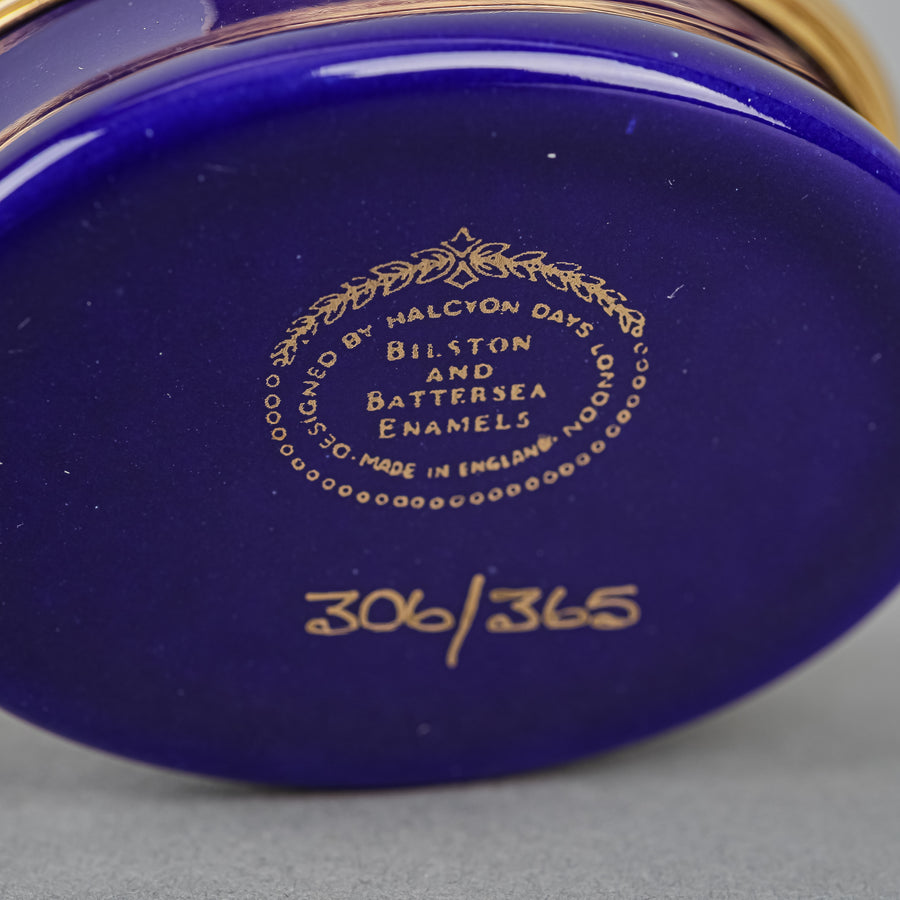 DESIGNED BY HALCYON DAYS LONDON.
BILSTON
AND
BATTERSEA
ENAMELS
MADE IN ENGLAND.
306/365